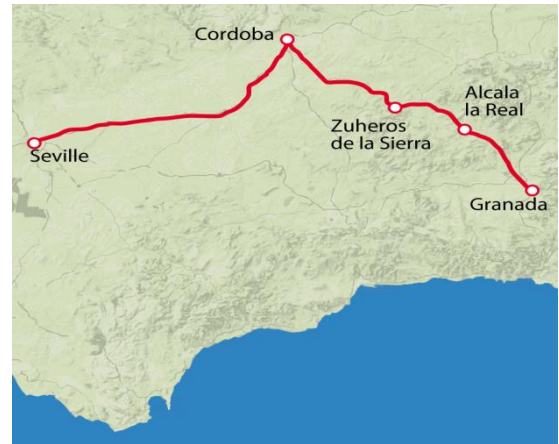 Cordoba
Alcala
la Real
Zuheros
de la Sierra
Seville
Granada